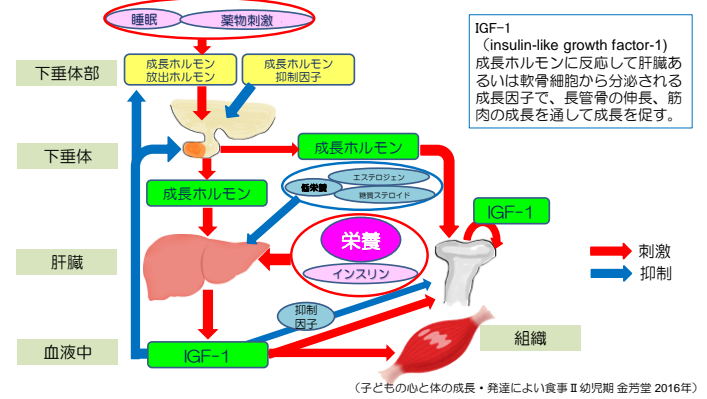 睡眠
薬物刺激
IGF-1
（insulin-like growth factor-1)
成長ホルモンに反応して肝臓あ
るいは軟骨細胞から分泌される
成長因子で、長管骨の伸長、筋
肉の成長を通して成長を促す。
下垂体部
成長ホルモン
放出ホルモン
成長ホルモン
抑制因子
下垂体
成長ホルモン
成長ホルモン
低栄養
エステロジェン
糖質ステロイド
IGF-1
栄養
インスリン
肝臓
刺激
抑制
抑制
因子
組織
血液中
IGF-1
（子どもの心と体の成長・発達によい食事Ⅱ幼児期 金芳堂 2016年）